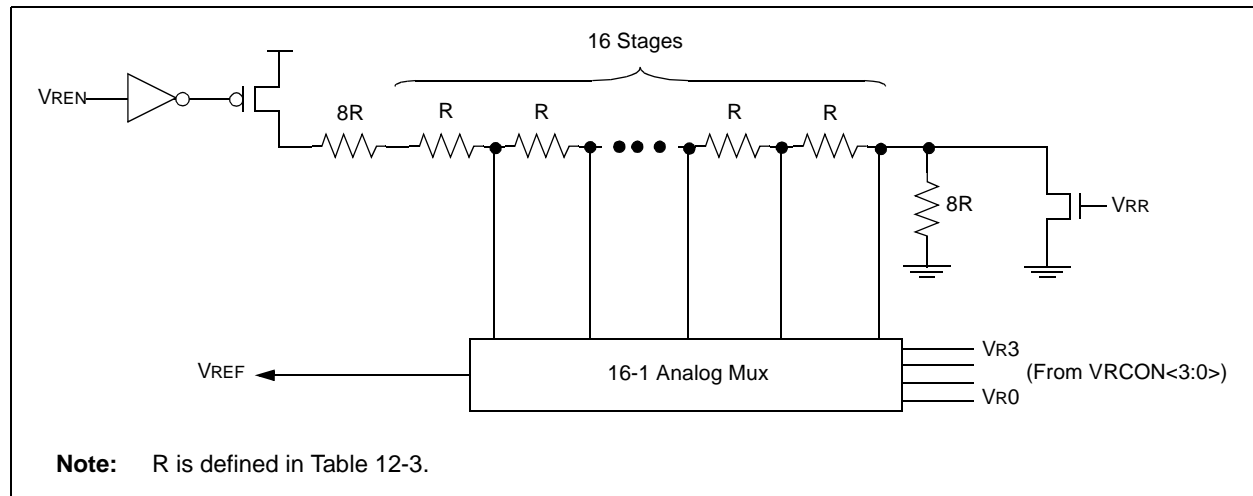 16 Stages
VREN
8R
R
R
R
R
8R
VRR
VREF
16-1 Analog Mux
VR3
(From VRCON<3:0>)
VR0
Note: R is defined in Table 12-3.